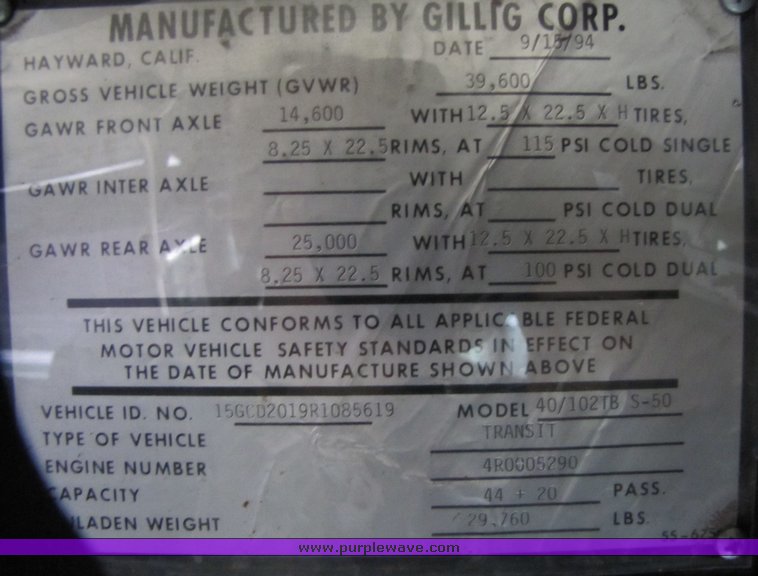 MANUFACTURED BY GILLIG CORP.
HAYWARD, CALIF. DATE 9/15/94
GROSS VEHICLE WEIGHT (GVWR) 39,600 LBS.
GAWR FRONT AXLE 14,600 WITH 12.5 X 22.5 X H TIRES,
8.25 X 22.5 RIMS, AT 115 PSI COLD SINGLE
GAWR INTER AXLE WITH TIRES,
RIMS, AT PSI COLD DUAL
GAWR REAR AXLE 25,000 WITH 12.5 X 22.5 X H TIRES,
8.25 X 22.5 RIMS, AT 100 PSI COLD DUAL
THIS VEHICLE CONFORMS TO ALL APPLICABLE FEDERAL
MOTOR VEHICLE SAFETY STANDARDS IN EFFECT ON
THE DATE OF MANUFACTURE SHOWN ABOVE
VEHICLE ID. NO. 15GCD2019R1085619 MODEL 40/102TB S-50
TYPE OF VEHICLE TRANSIT
ENGINE NUMBER 4R0005290
CAPACITY 44 + 20 PASS.
UNLADEN WEIGHT 29,760 LBS.
www.purplewave.com